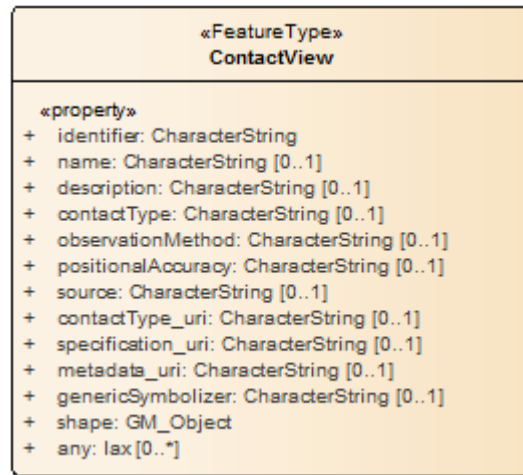 «FeatureType»
ContactView
«property»
+ identifier: CharacterString
+ name: CharacterString [0..1]
+ description: CharacterString [0..1]
+ contactType: CharacterString [0..1]
+ observationMethod: CharacterString [0..1]
+ positionalAccuracy: CharacterString [0..1]
+ source: CharacterString [0..1]
+ contactType_uri: CharacterString [0..1]
+ specification_uri: CharacterString [0..1]
+ metadata_uri: CharacterString [0..1]
+ genericSymbolizer: CharacterString [0..1]
+ shape: GM_Object
+ any: lax [0..*]